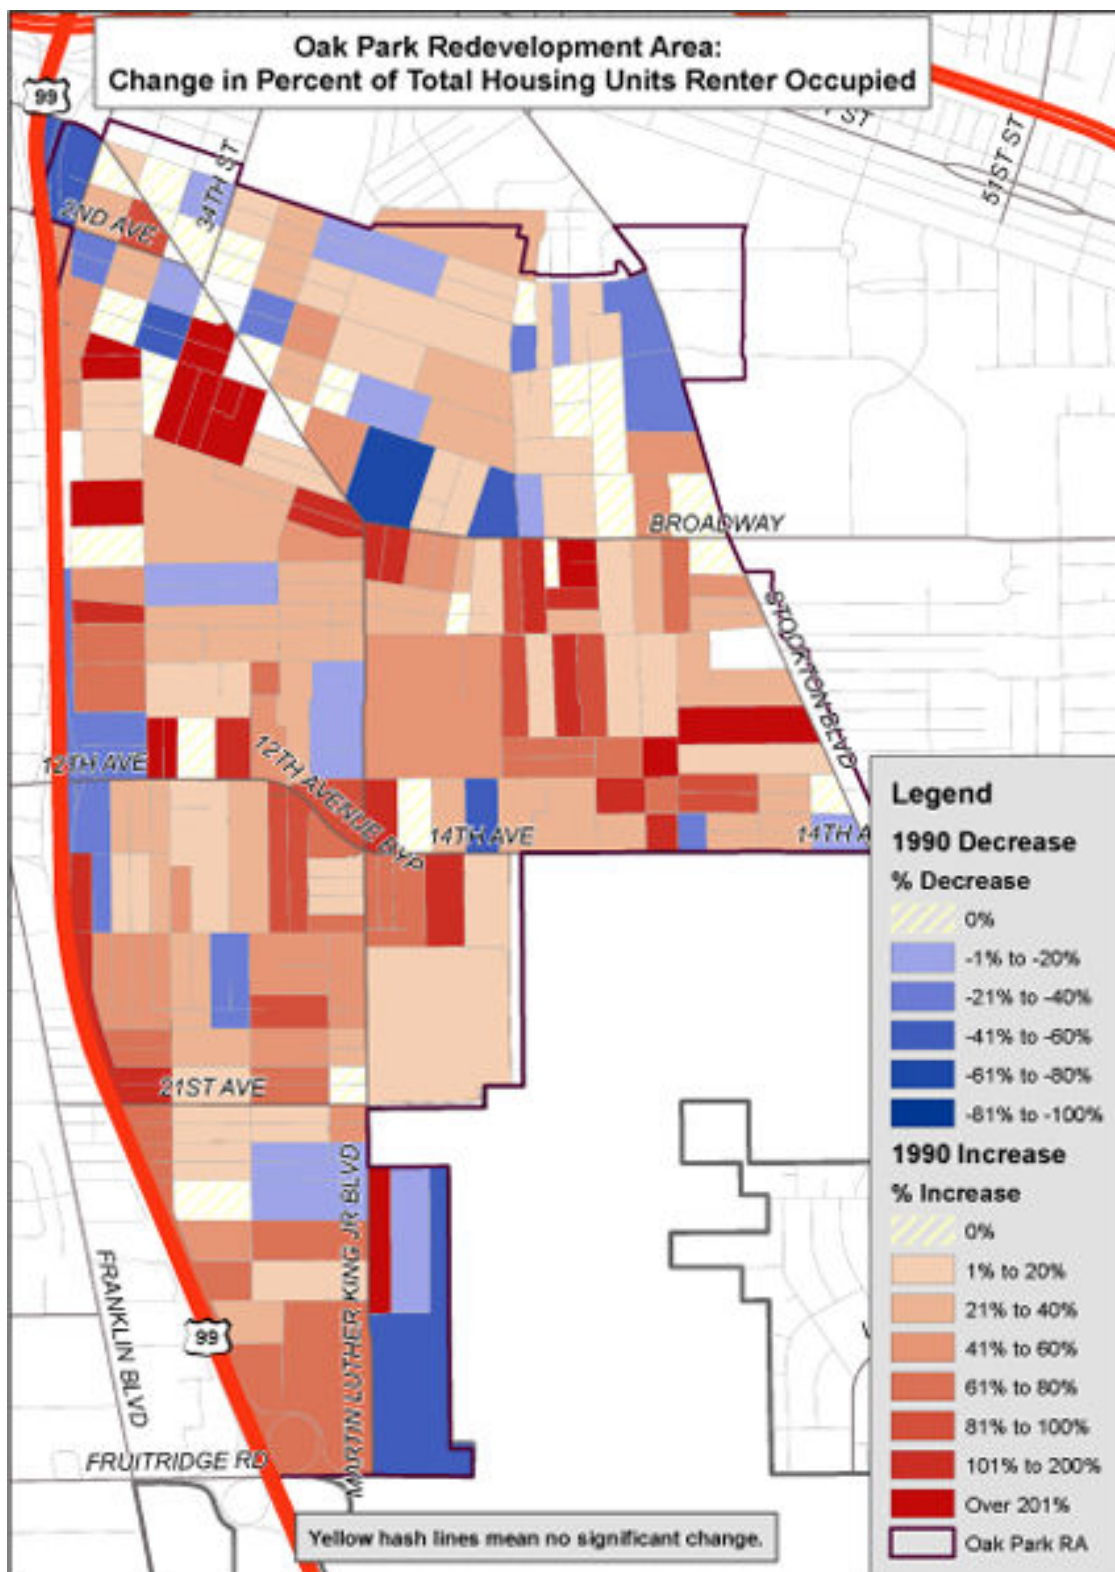 Oak Park Redevelopment Area:
Change in Percent of Total Housing Units Renter Occupied
99
ST
51ST ST
34TH ST
2ND AVE
BROADWAY
STOCKTON BLVD
12TH AVE
12TH AVENUE BYP
14TH AVE
14TH A
21ST AVE
MARTIN LUTHER KING JR BLVD
FRANKLIN BLVD
99
FRUITRIDGE RD
Yellow hash lines mean no significant change.
Legend
1990 Decrease
% Decrease
0%
-1% to -20%
-21% to -40%
-41% to -60%
-61% to -80%
-81% to -100%
1990 Increase
% Increase
0%
1% to 20%
21% to 40%
41% to 60%
61% to 80%
81% to 100%
101% to 200%
Over 201%
Oak Park RA